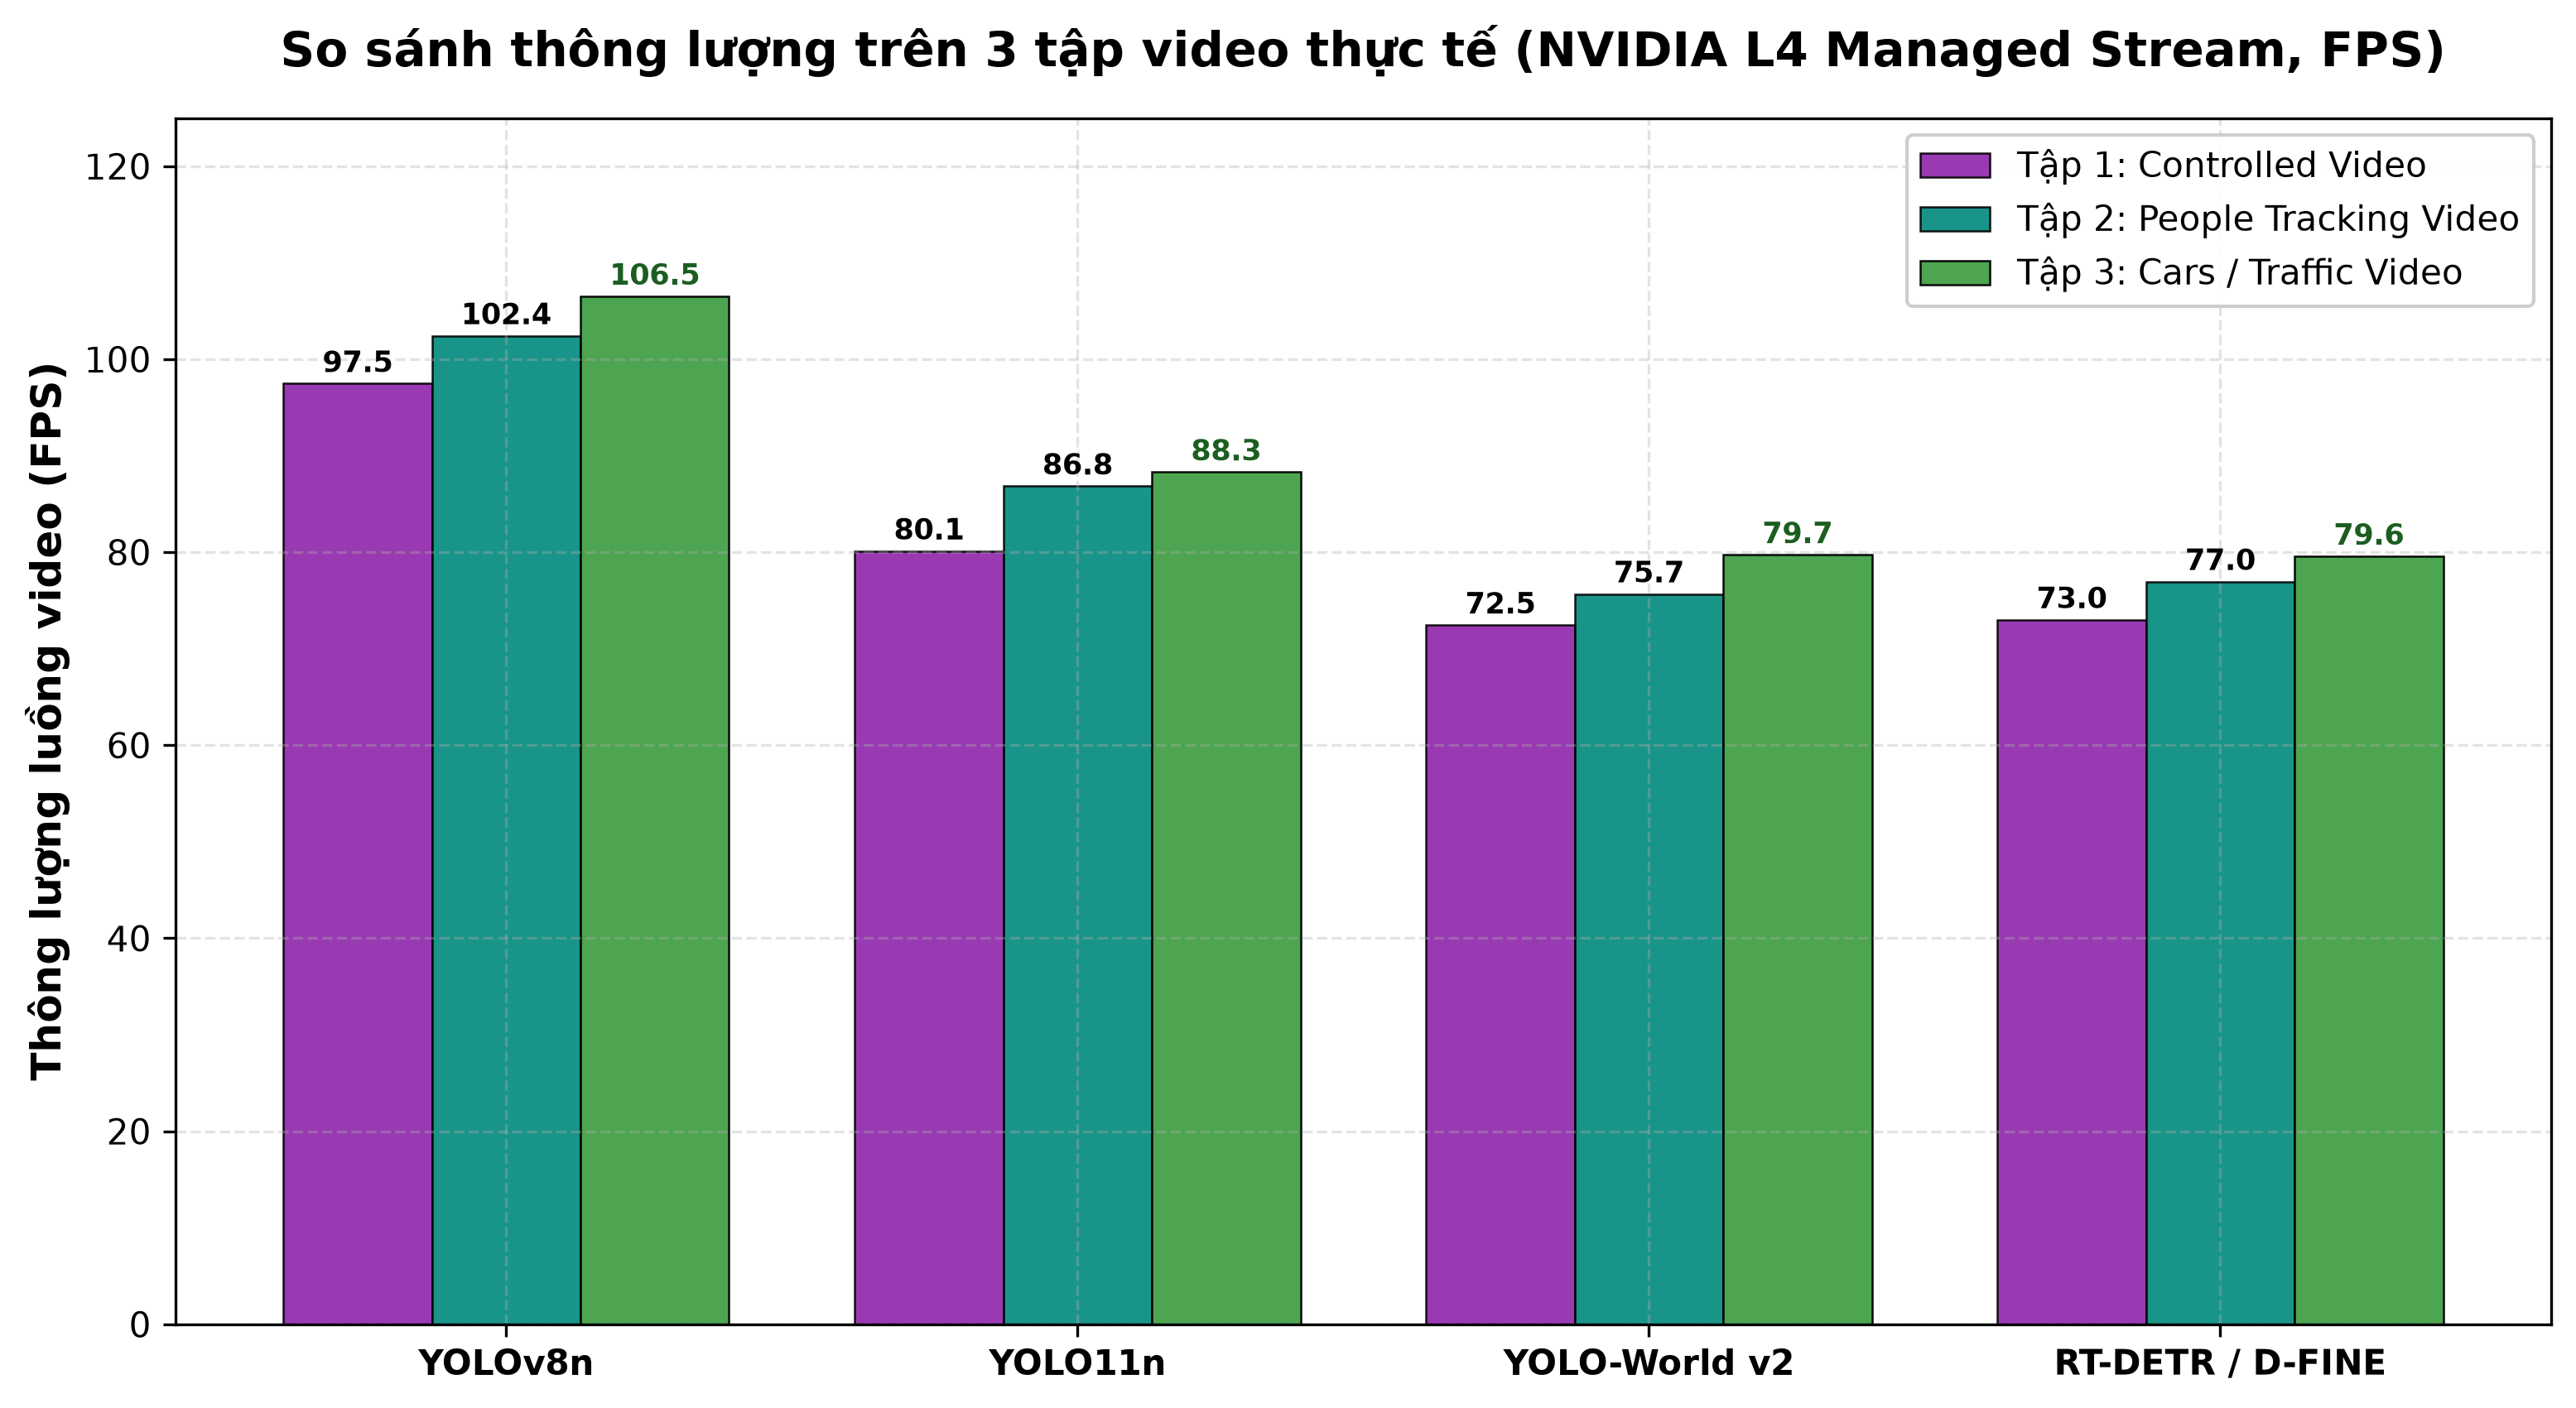 So sánh thông lượng trên 3 tập video thực tế (NVIDIA L4 Managed Stream, FPS)
Thông lượng luồng video (FPS)
120
100
80
60
40
20
0
Tập 1: Controlled Video
Tập 2: People Tracking Video
Tập 3: Cars / Traffic Video
97.5
102.4
106.5
80.1
86.8
88.3
72.5
75.7
79.7
73.0
77.0
79.6
YOLOv8n
YOLO11n
YOLO-World v2
RT-DETR / D-FINE